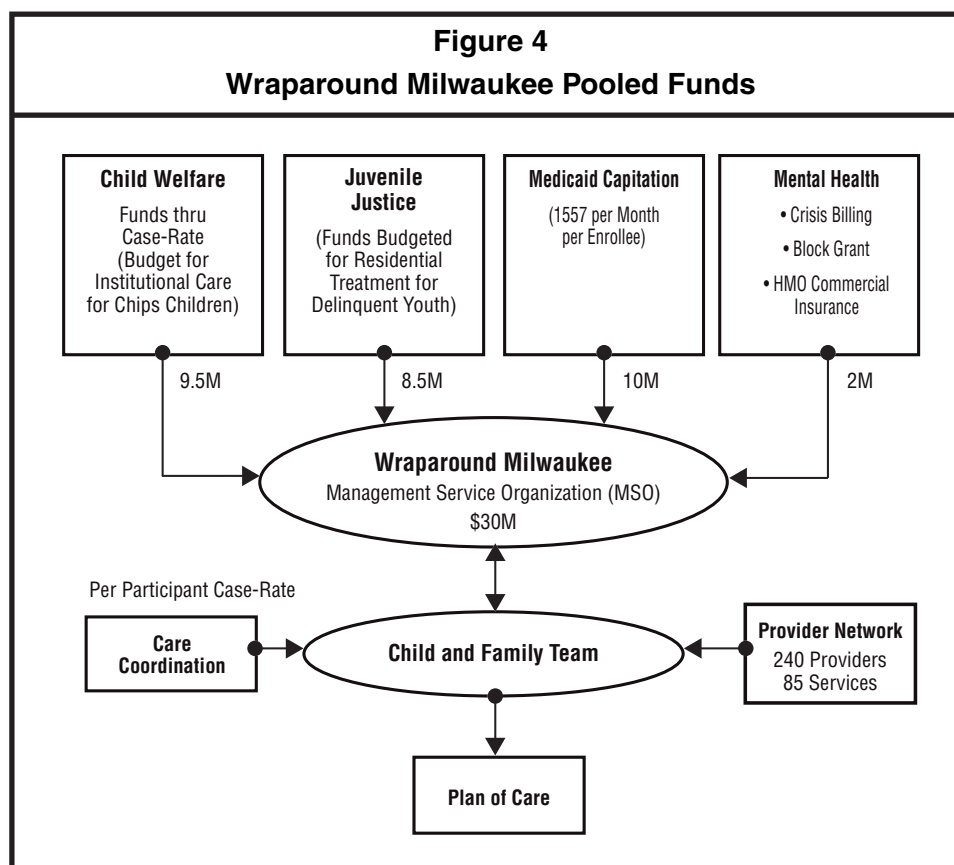 Figure 4
Wraparound Milwaukee Pooled Funds
Child Welfare
Funds thru
Case-Rate
(Budget for
Institutional Care
for Chips Children)
Juvenile
Justice
(Funds Budgeted
for Residential
Treatment for
Delinquent Youth)
Medicaid Capitation
(1557 per Month
per Enrollee)
Mental Health
• Crisis Billing
• Block Grant
• HMO Commercial
Insurance
9.5M
8.5M
10M
2M
Wraparound Milwaukee
Management Service Organization (MSO)
$30M
Per Participant Case-Rate
Care
Coordination
Child and Family Team
Provider Network
240 Providers
85 Services
Plan of Care